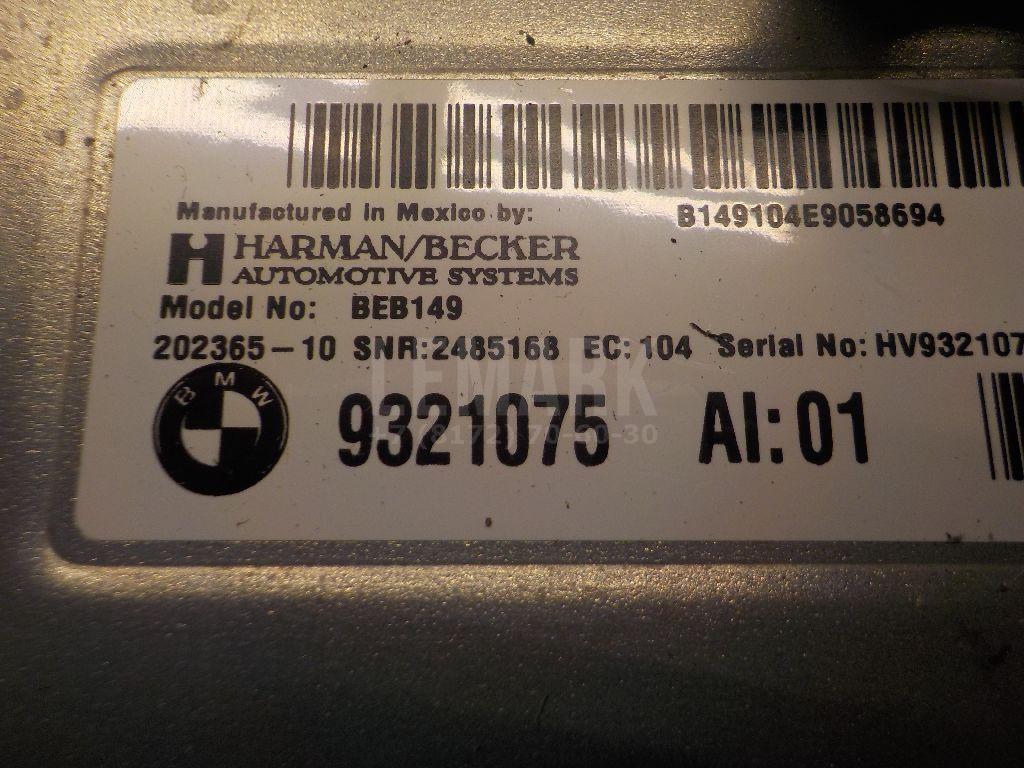 Manufactured in Mexico by:
B149104E9058694
HARMAN/BECKER
AUTOMOTIVE SYSTEMS
Model No: BEB149
202365-10 SNR:2485168 EC:104 Serial No: HV932107
LEMARK
BMW
9321075 AI:01